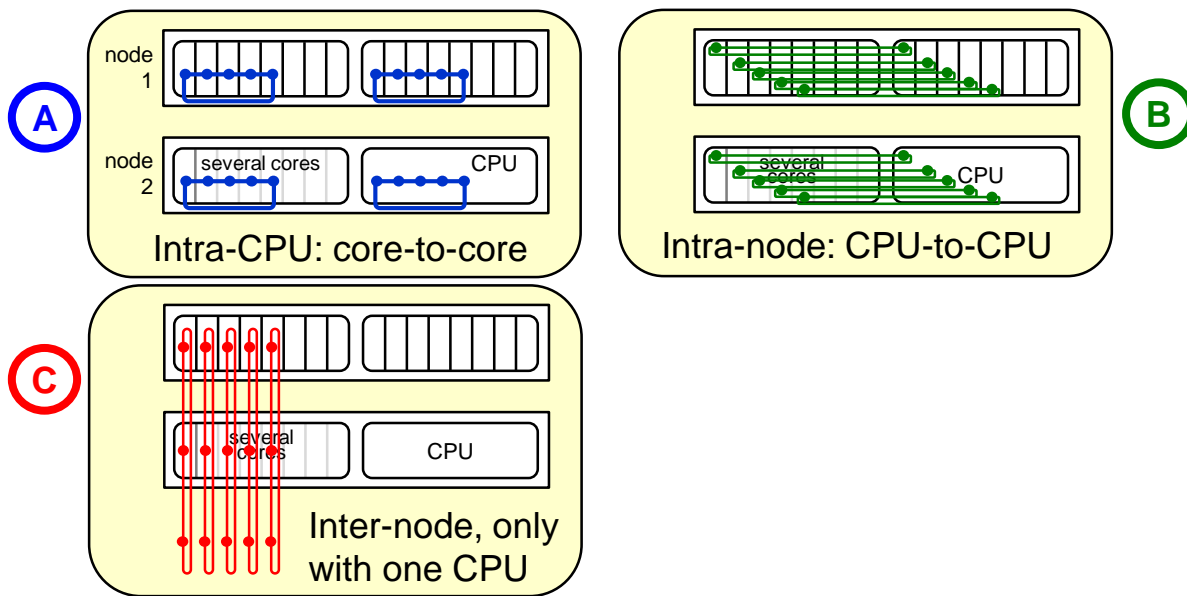 A
node
1
node
2
several cores
CPU
Intra-CPU: core-to-core
B
several
cores
CPU
Intra-node: CPU-to-CPU
C
several
cores
CPU
Inter-node, only
with one CPU